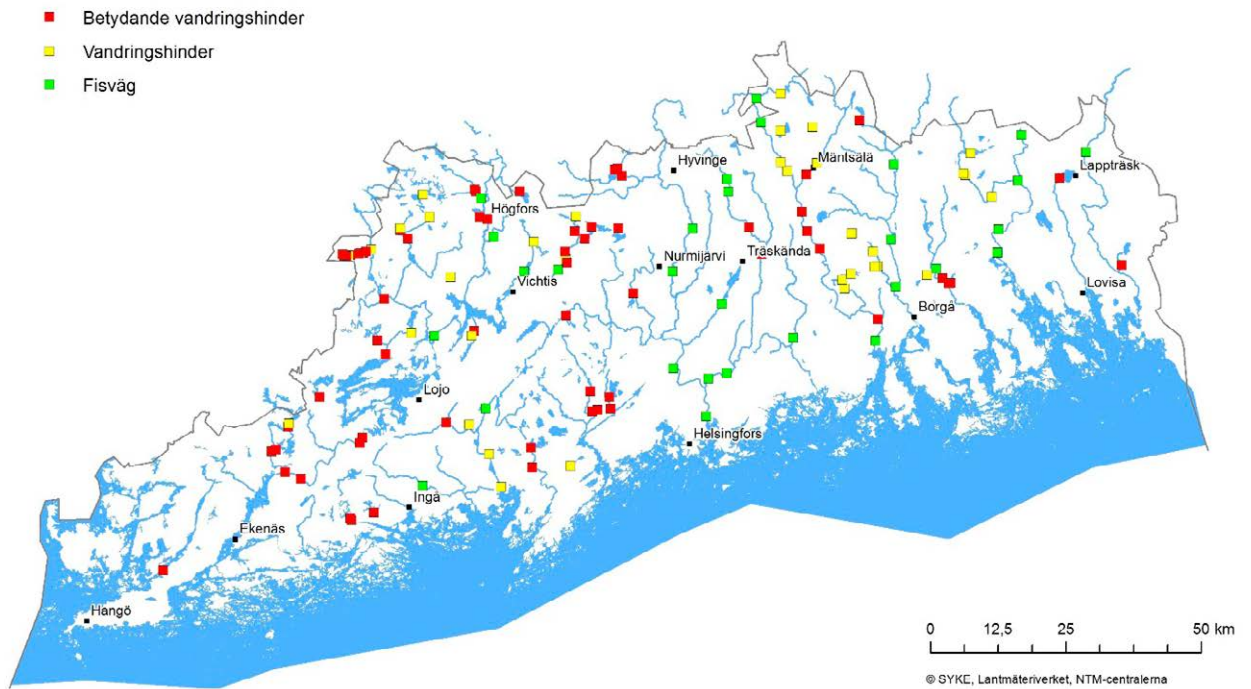 Betydande vandringshinder
Vandringshinder
Fisväg
Hyvinge
Mäntsälä
Lappträsk
Högfors
Nurmijärvi
Träskända
Vichtis
Lovisa
Borgå
Lojo
Helsingfors
Ingå
Ekenäs
Hangö
0 12,5 25 50 km
© SYKE, Lantmäteriverket, NTM-centralerna